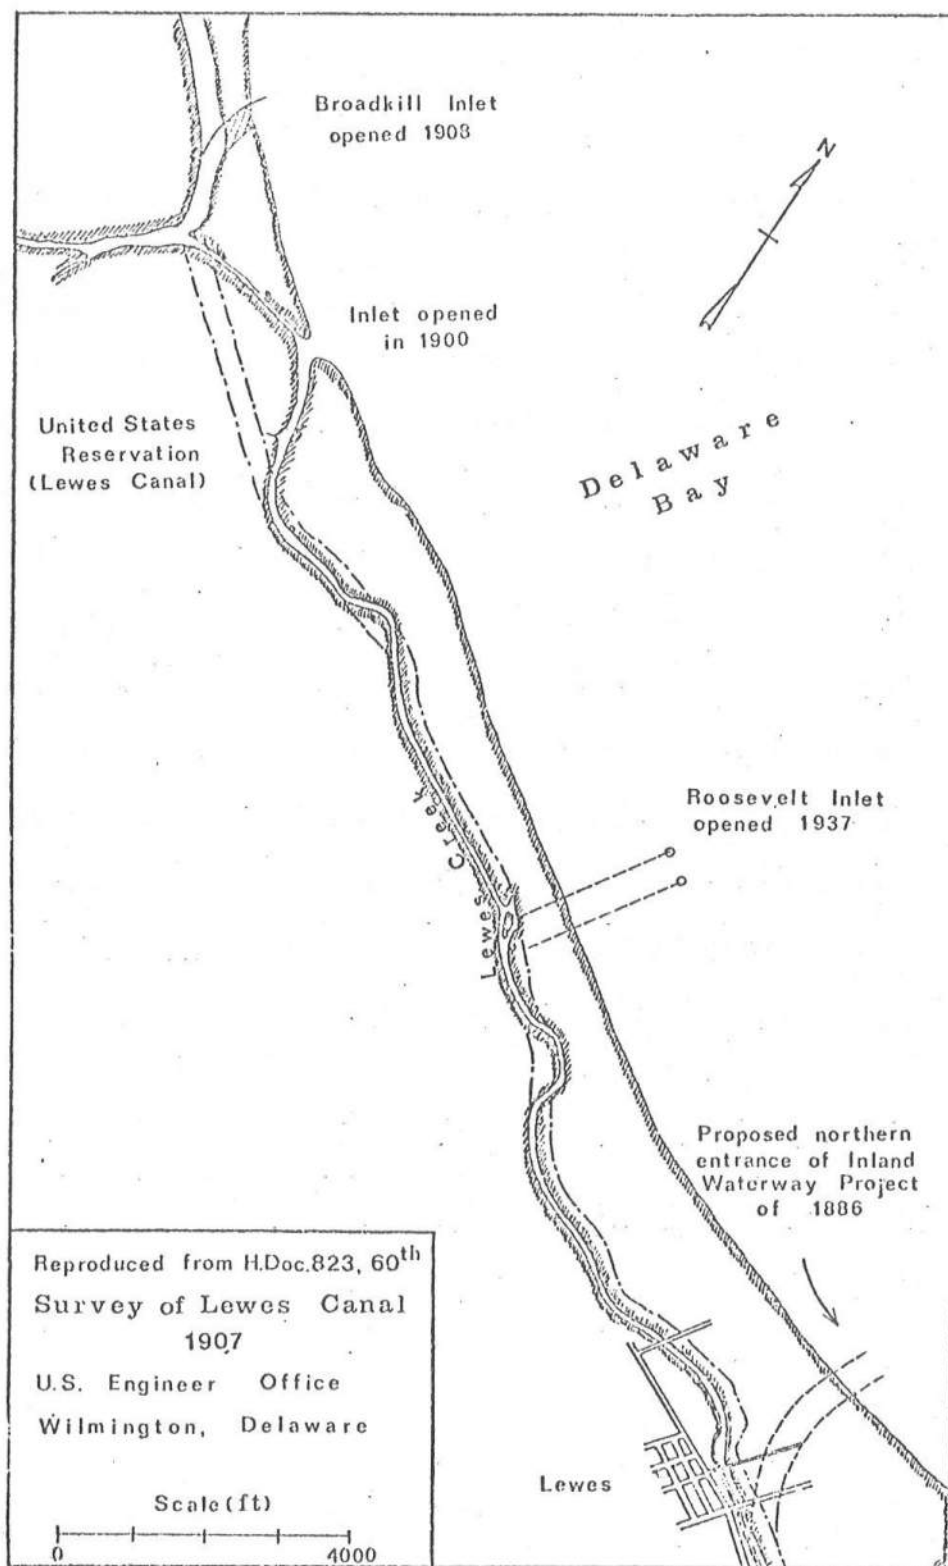 Broadkill Inlet
opened 1908
N
Inlet opened
in 1900
United States
Reservation
(Lewes Canal)
Delaware
Bay
Roosevelt Inlet
opened 1937
Lewes Creek
Proposed northern
entrance of Inland
Waterway Project
of 1886
Reproduced from H.Doc.823, 60th
Survey of Lewes Canal
1907
U.S. Engineer Office
Wilmington, Delaware
Lewes
Scale (ft)
0 4000